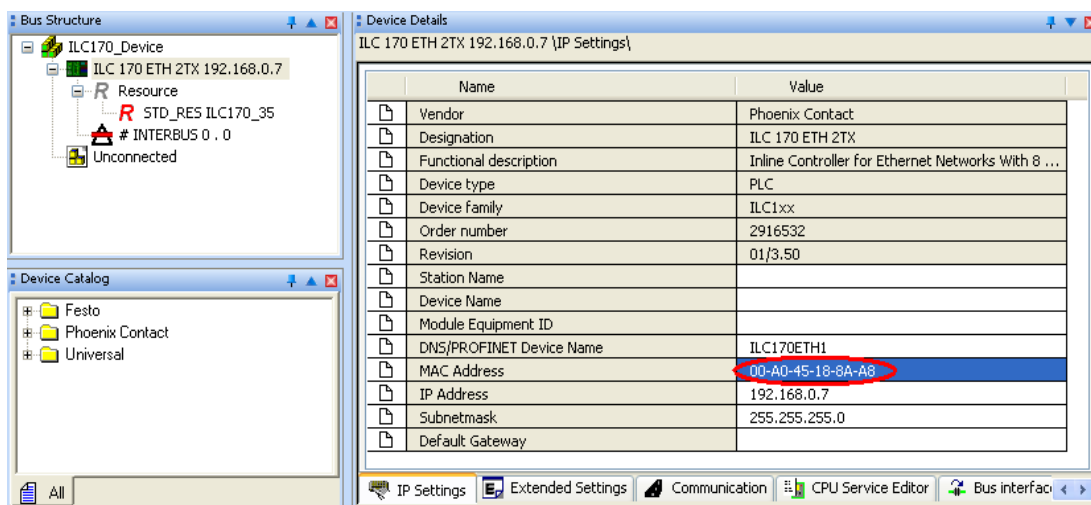 Bus Structure
ILC170_Device
ILC 170 ETH 2TX 192.168.0.7
R Resource
R STD_RES ILC170_35
# INTERBUS 0 . 0
Unconnected
Device Catalog
Festo
Phoenix Contact
Universal
All
Device Details
ILC 170 ETH 2TX 192.168.0.7 \IP Settings\
Name Value
Vendor Phoenix Contact
Designation ILC 170 ETH 2TX
Functional description Inline Controller for Ethernet Networks With 8 ...
Device type PLC
Device family ILC1xx
Order number 2916532
Revision 01/3.50
Station Name
Device Name
Module Equipment ID
DNS/PROFINET Device Name ILC170ETH1
MAC Address 00-A0-45-18-8A-A8
IP Address 192.168.0.7
Subnetmask 255.255.255.0
Default Gateway
IP Settings Extended Settings Communication CPU Service Editor Bus interfac